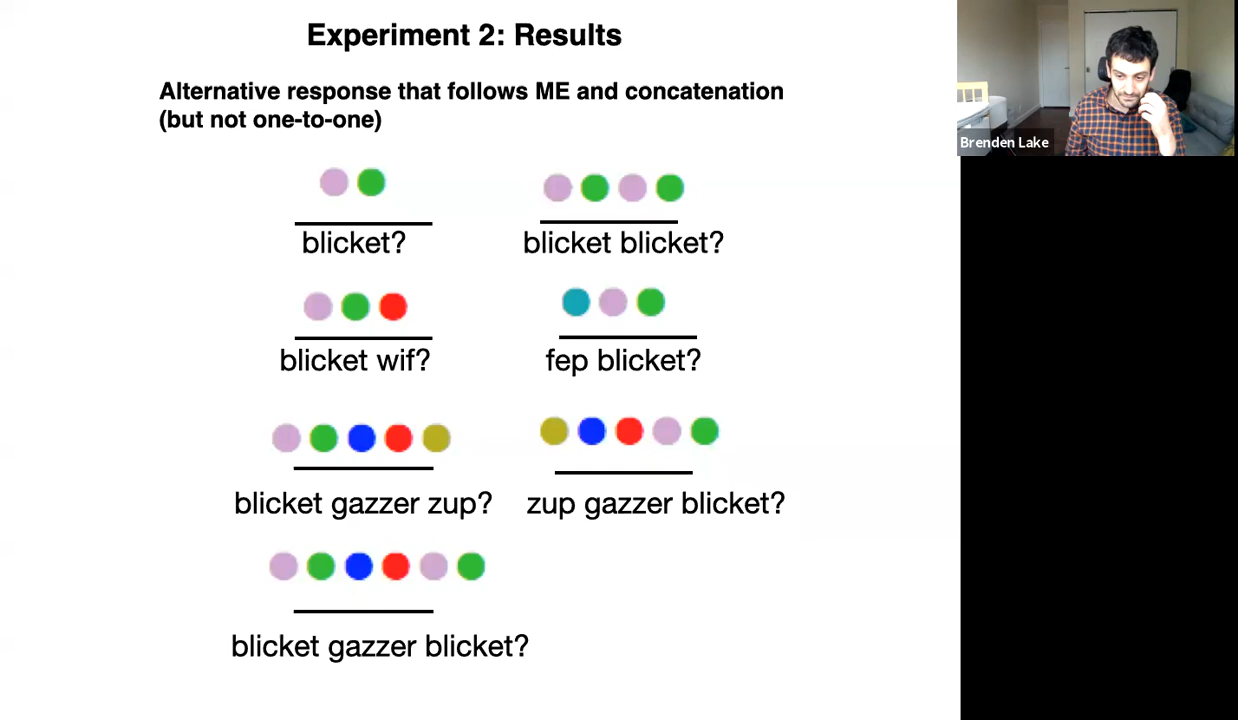 Experiment 2: Results
Alternative response that follows ME and concatenation
(but not one-to-one)
Brenden Lake
blicket?
blicket blicket?
blicket wif?
fep blicket?
blicket gazzer zup?
zup gazzer blicket?
blicket gazzer blicket?